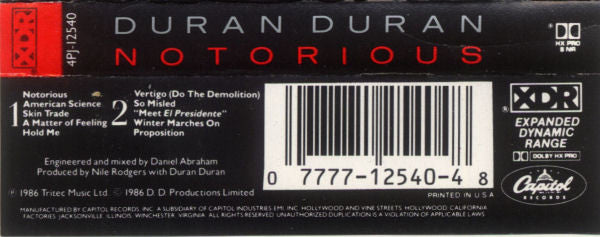 XDR
4PJ-12540
DURAN DURAN
NOTORIOUS
HX PRO
B NR
1
Notorious
American Science
Skin Trade
A Matter of Feeling
Hold Me
2
Vertigo (Do The Demolition)
So Misled
"Meet El Presidente"
Winter Marches On
Proposition
Engineered and mixed by Daniel Abraham
Produced by Nile Rodgers with Duran Duran
℗ 1986 Tritec Music Ltd. © 1986 D. D. Productions Limited
0 7777-12540-4 8
PRINTED IN U.S.A.
XDR
EXPANDED
DYNAMIC
RANGE
DOLBY HX PRO
Capitol
RECORDS
MANUFACTURED BY CAPITOL RECORDS, INC. A SUBSIDIARY OF CAPITOL INDUSTRIES-EMI, INC. HOLLYWOOD AND VINE STREETS, HOLLYWOOD, CALIFORNIA
FACTORIES: JACKSONVILLE, ILLINOIS, WINCHESTER, VIRGINIA. ALL RIGHTS RESERVED. UNAUTHORIZED DUPLICATION IS A VIOLATION OF APPLICABLE LAWS